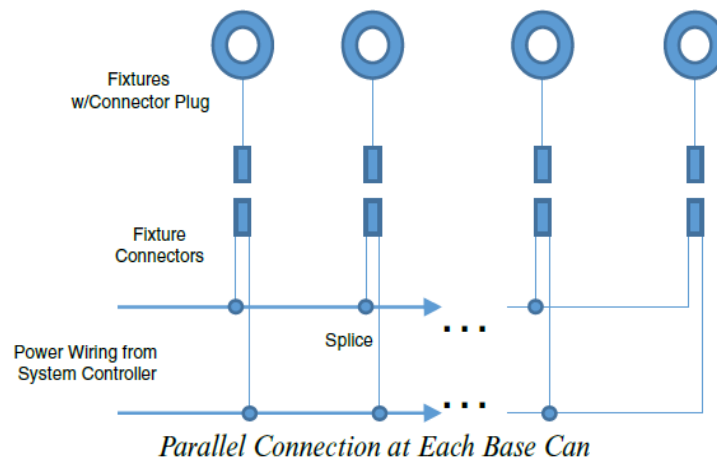 Fixtures
w/Connector Plug
Fixture
Connectors
Splice
Power Wiring from
System Controller
Parallel Connection at Each Base Can